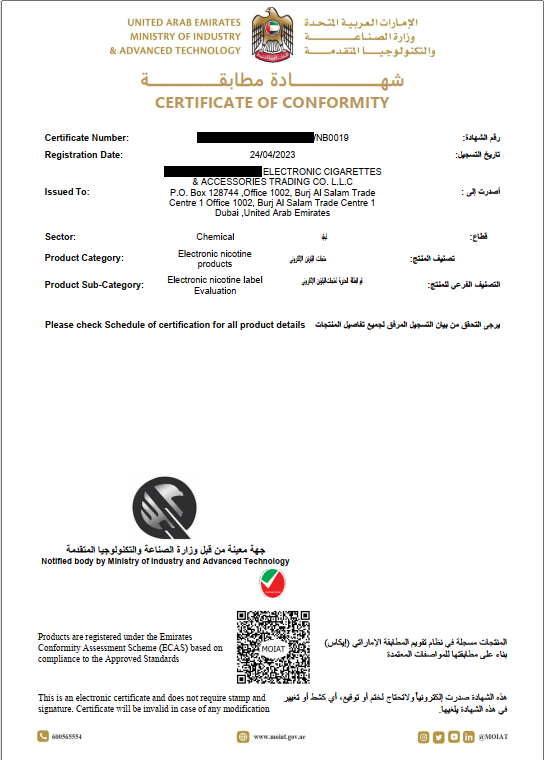 UNITED ARAB EMIRATES
MINISTRY OF INDUSTRY
& ADVANCED TECHNOLOGY
الإمارات العربية المتحدة
وزارة الصناعة
والتكنولوجيا المتقدمة
شهادة مطابقة
CERTIFICATE OF CONFORMITY
Certificate Number: /NB0019 رقم الشهادة:
Registration Date: 24/04/2023 تاريخ التسجيل:
Issued To: ELECTRONIC CIGARETTES
& ACCESSORIES TRADING CO. L.L.C
P.O. Box 128744 ,Office 1002, Burj Al Salam Trade
Centre 1 Office 1002, Burj Al Salam Trade Centre 1
Dubai ,United Arab Emirates
أصدرت إلى :
Sector: Chemical قطاع:
Product Category: Electronic nicotine
products
تصنيف المنتج:
Product Sub-Category: Electronic nicotine label
Evaluation
التصنيف الفرعي للمنتج:
Please check Schedule of certification for all product details يرجى التحقق من بيان التسجيل المرفق لجميع تفاصيل المنتجات
جهة معينة من قبل وزارة الصناعة والتكنولوجيا المتقدمة
Notified body by Ministry of Industry and Advanced Technology
MOIAT
Products are registered under the Emirates
Conformity Assessment Scheme (ECAS) based on
compliance to the Approved Standards
المنتجات مسجلة في نظام تقويم المطابقة الإماراتي (إيكاس)
بناء على مطابقتها للمواصفات المعتمدة
This is an electronic certificate and does not require stamp and
signature. Certificate will be invalid in case of any modification
هذه الشهادة صدرت إلكترونياً ولاتحتاج لختم أو توقيع، أي كشط أو تغيير
في هذه الشهادة يلغيها.
600565554 www.moiat.gov.ae @MOIAT